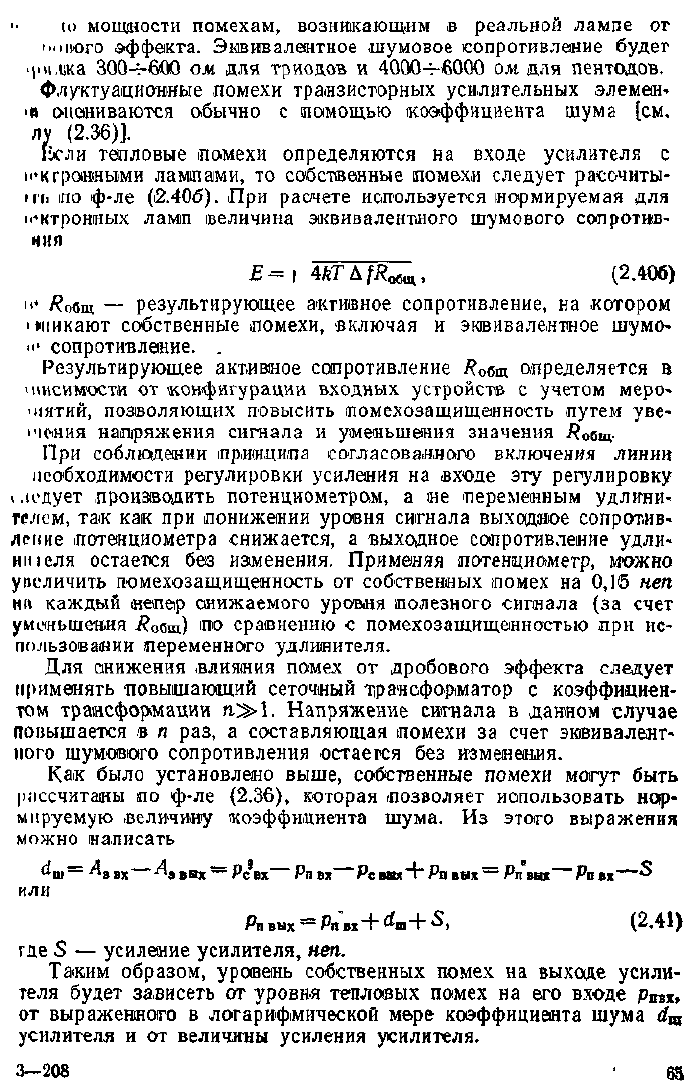 мощности помехам, возникающим в реальной лампе от
эффекта. Эквивалентное шумовое сопротивление будет
300÷600 ом для триодов и 4000÷6000 ом для пентодов.
Флуктуационные помехи транзисторных усилительных элемен-
оцениваются обычно с помощью коэффициента шума [см.
лу (2.36)].
Если тепловые помехи определяются на входе усилителя с
ктронными лампами, то собственные помехи следует рассчиты-
по ф-ле (2.40б). При расчете используется нормируемая для
ктронных ламп величина эквивалентного шумового сопротив-
ния
E = √4kTΔfRобщ, (2.40б)
Rобщ — результирующее активное сопротивление, на котором
никают собственные помехи, включая и эквивалентное шумо-
сопротивление.
Результирующее активное сопротивление Rобщ определяется в
висимости от конфигурации входных устройств с учетом меро-
иятий, позволяющих повысить помехозащищенность путем уве-
чения напряжения сигнала и уменьшения значения Rобщ.
При соблюдении принципа согласованного включения линии
необходимости регулировки усиления на входе эту регулировку
следует производить потенциометром, а не переменным удлини-
телем, так как при понижении уровня сигнала выходное сопротив-
ление потенциометра снижается, а выходное сопротивление удли-
нителя остается без изменения. Применяя потенциометр, можно
увеличить помехозащищенность от собственных помех на 0,15 неп
на каждый непер снижаемого уровня полезного сигнала (за счет
уменьшения Rобщ) по сравнению с помехозащищенностью при ис-
пользовании переменного удлинителя.
Для снижения влияния помех от дробового эффекта следует
применять повышающий сеточный трансформатор с коэффициен-
том трансформации n≫1. Напряжение сигнала в данном случае
повышается в n раз, а составляющая помехи за счет эквивалент-
ного шумового сопротивления остается без изменения.
Как было установлено выше, собственные помехи могут быть
рассчитаны по ф-ле (2.36), которая позволяет использовать нор-
мируемую величину коэффициента шума. Из этого выражения
можно написать
dш = Aз вх — Aз вых = pс вх — pп вх — pс вых + pп вых = pп вых — pп вх — S
или
pп вых = pп вх + dш + S, (2.41)
где S — усиление усилителя, неп.
Таким образом, уровень собственных помех на выходе усили-
теля будет зависеть от уровня тепловых помех на его входе pпвх,
от выраженного в логарифмической мере коэффициента шума dш
усилителя и от величины усиления усилителя.
3—208 65